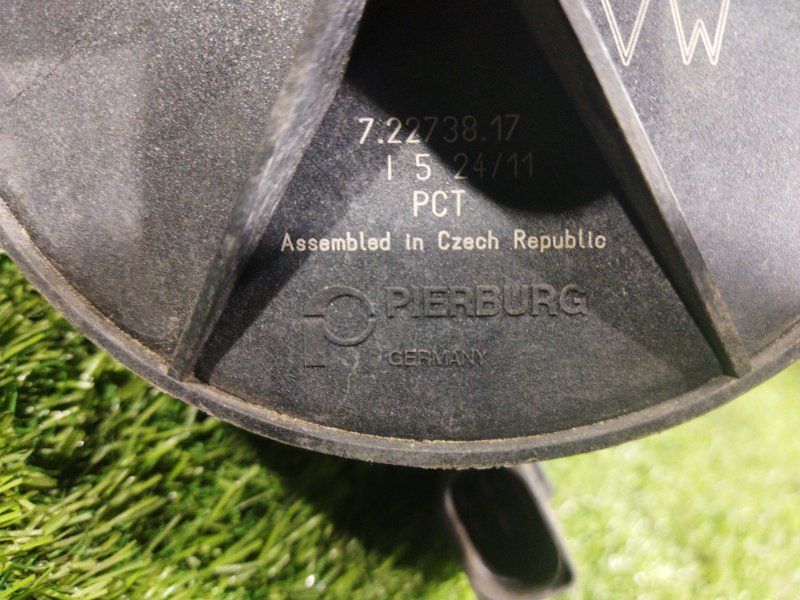 VW
7.22738.17
I 5 24/11
PCT
Assembled in Czech Republic
PIERBURG
GERMANY